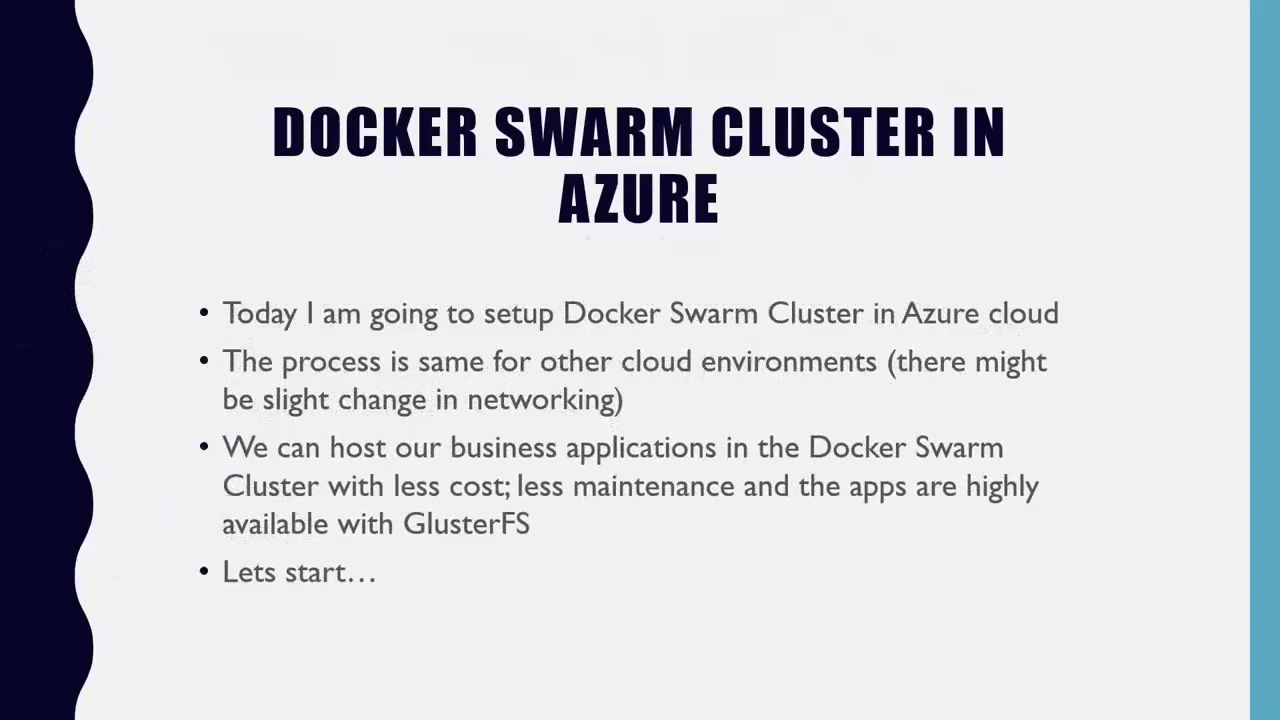 DOCKER SWARM CLUSTER IN
AZURE
• Today I am going to setup Docker Swarm Cluster in Azure cloud
• The process is same for other cloud environments (there might
be slight change in networking)
• We can host our business applications in the Docker Swarm
Cluster with less cost; less maintenance and the apps are highly
available with GlusterFS
• Lets start…